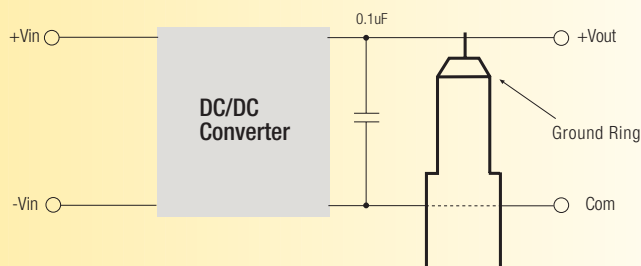 0.1uF
+Vin
+Vout
DC/DC
Converter
Ground Ring
-Vin
Com